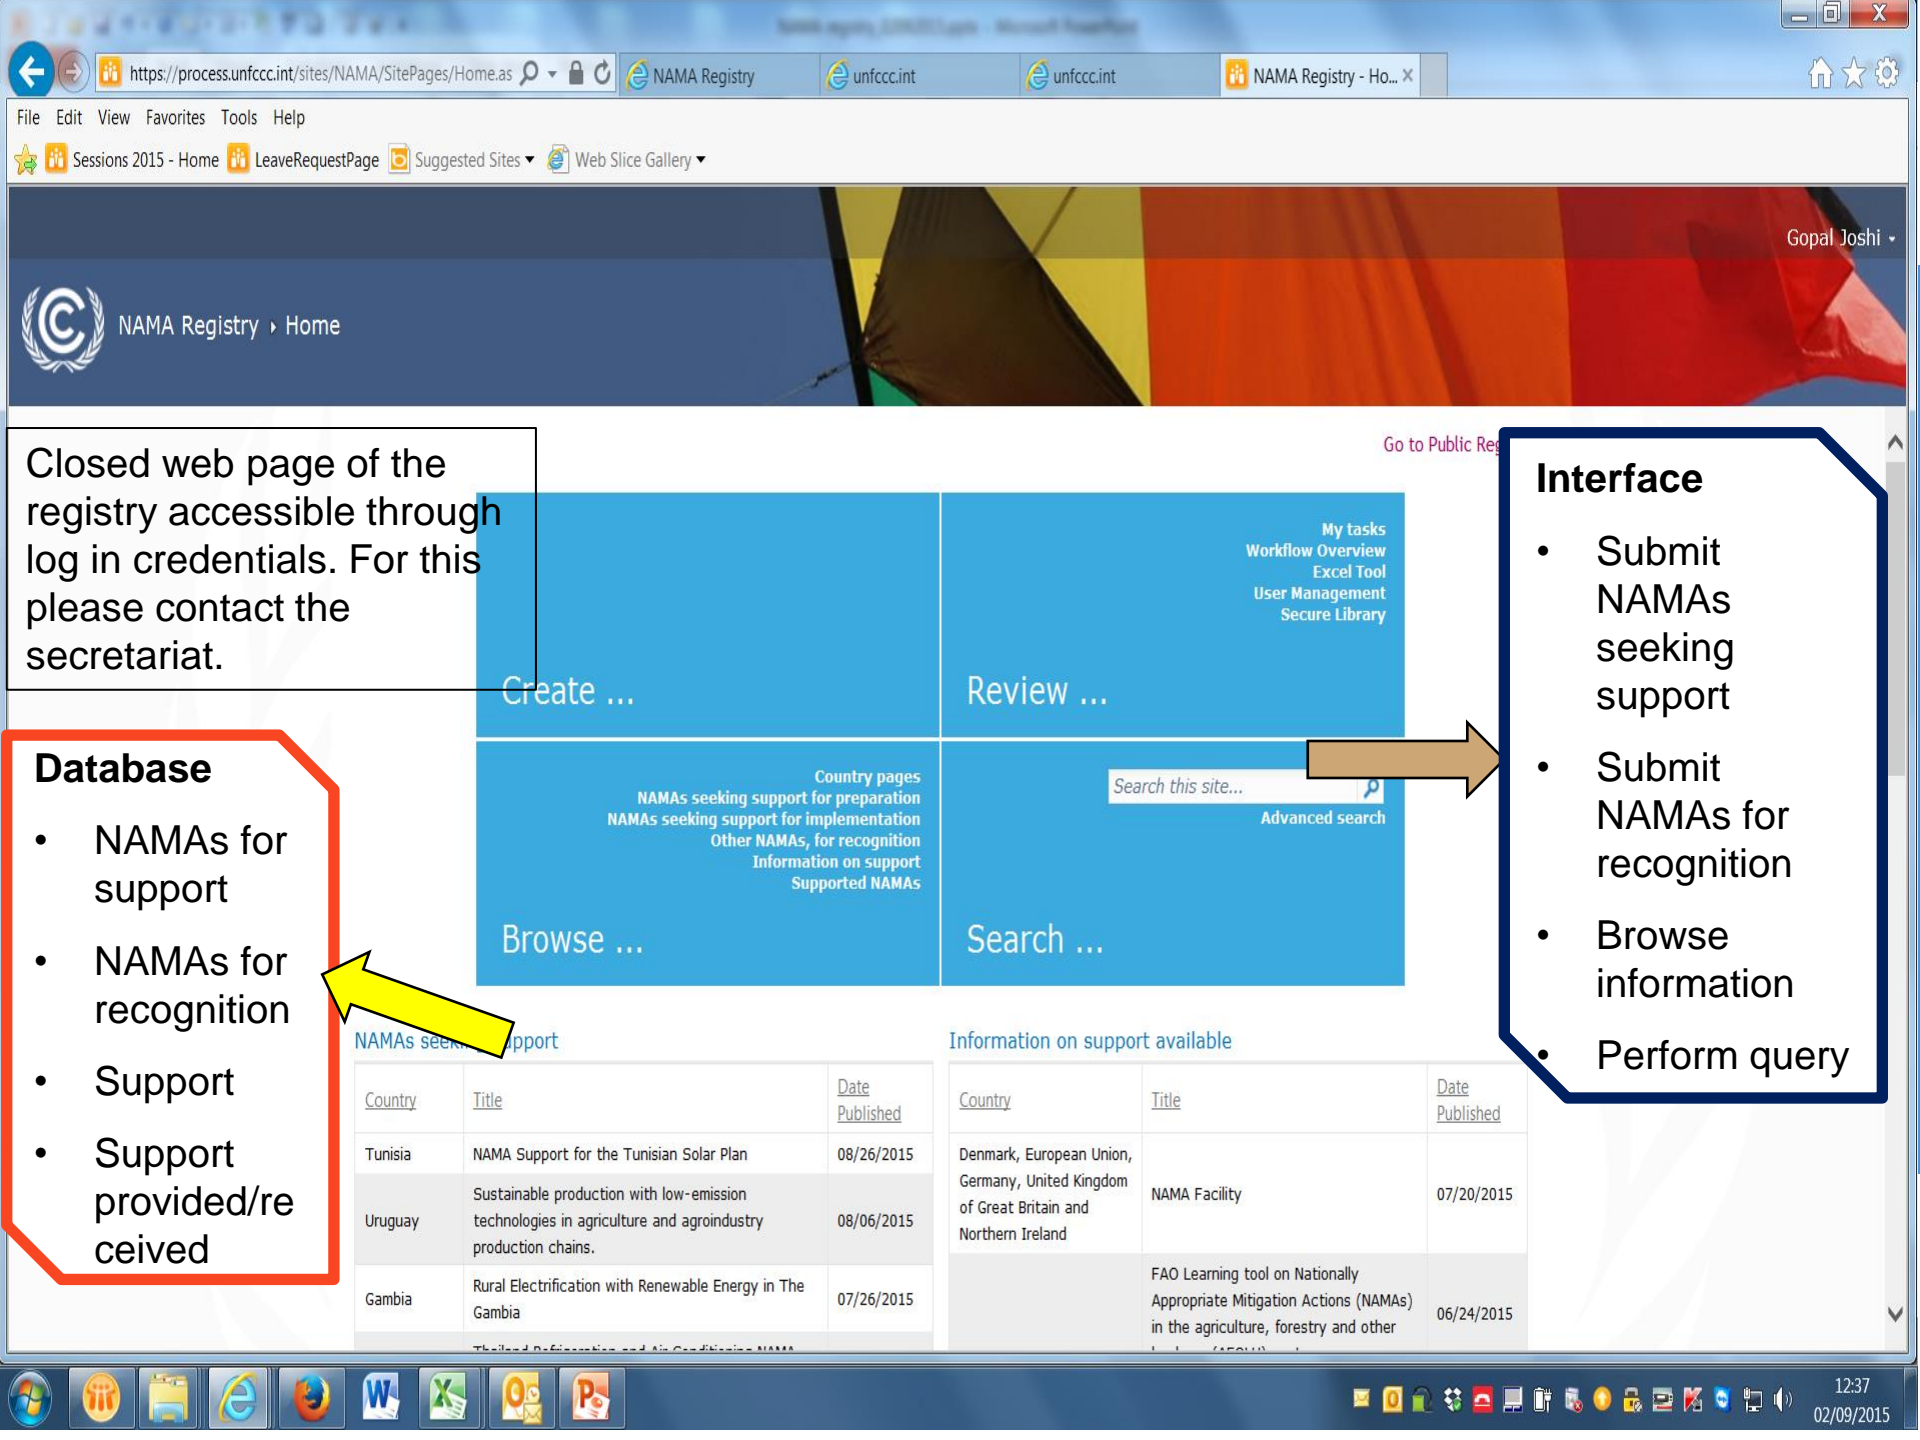 https://process.unfccc.int/sites/NAMA/SitePages/Home.as
NAMA Registry
unfccc.int
unfccc.int
NAMA Registry - Ho...
File Edit View Favorites Tools Help
Sessions 2015 - Home LeaveRequestPage Suggested Sites Web Slice Gallery
Gopal Joshi
NAMA Registry Home
Go to Public
Closed web page of the
registry accessible through
log in credentials. For this
please contact the
secretariat.
Create ...
My tasks
Workflow Overview
Excel Tool
User Management
Secure Library
Review ...
Country pages
NAMAs seeking support for preparation
NAMAs seeking support for implementation
Other NAMAs, for recognition
Information on support
Supported NAMAs
Browse ...
Search this site...
Advanced search
Search ...
Database
• NAMAs for
support
• NAMAs for
recognition
• Support
• Support
provided/re
ceived
Interface
• Submit
NAMAs
seeking
support
• Submit
NAMAs for
recognition
• Browse
information
• Perform query
NAMAs
Country Title Date
Published
Tunisia NAMA Support for the Tunisian Solar Plan 08/26/2015
Uruguay Sustainable production with low-emission
technologies in agriculture and agroindustry
production chains. 08/06/2015
Gambia Rural Electrification with Renewable Energy in The
Gambia 07/26/2015
Information on support available
Country Title Date
Published
Denmark, European Union,
Germany, United Kingdom
of Great Britain and
Northern Ireland
NAMA Facility 07/20/2015
FAO Learning tool on Nationally
Appropriate Mitigation Actions (NAMAs)
in the agriculture, forestry and other
06/24/2015
12:37
02/09/2015